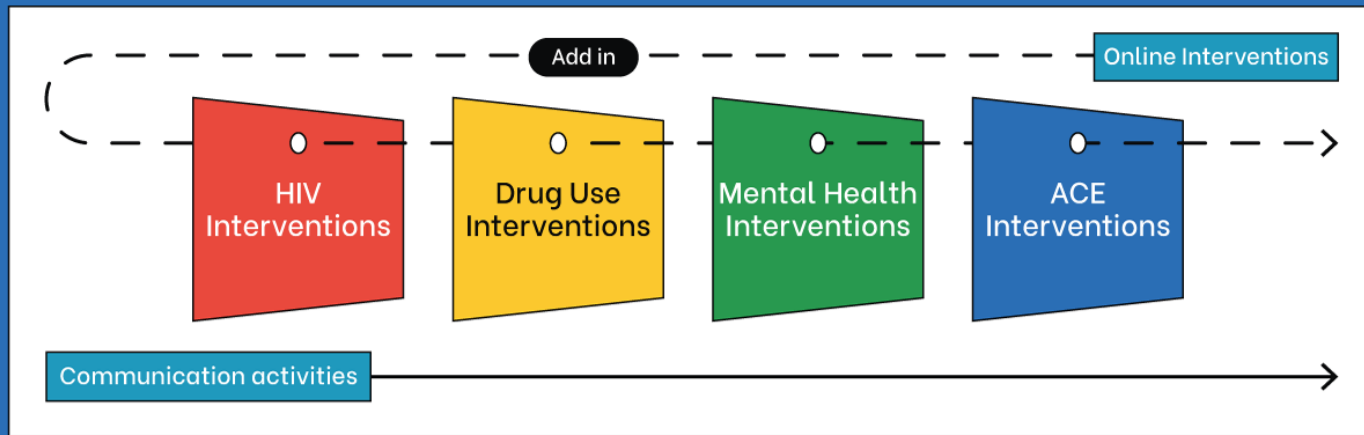 Add in
Online Interventions
HIV
Interventions
Drug Use
Interventions
Mental Health
Interventions
ACE
Interventions
Communication activities